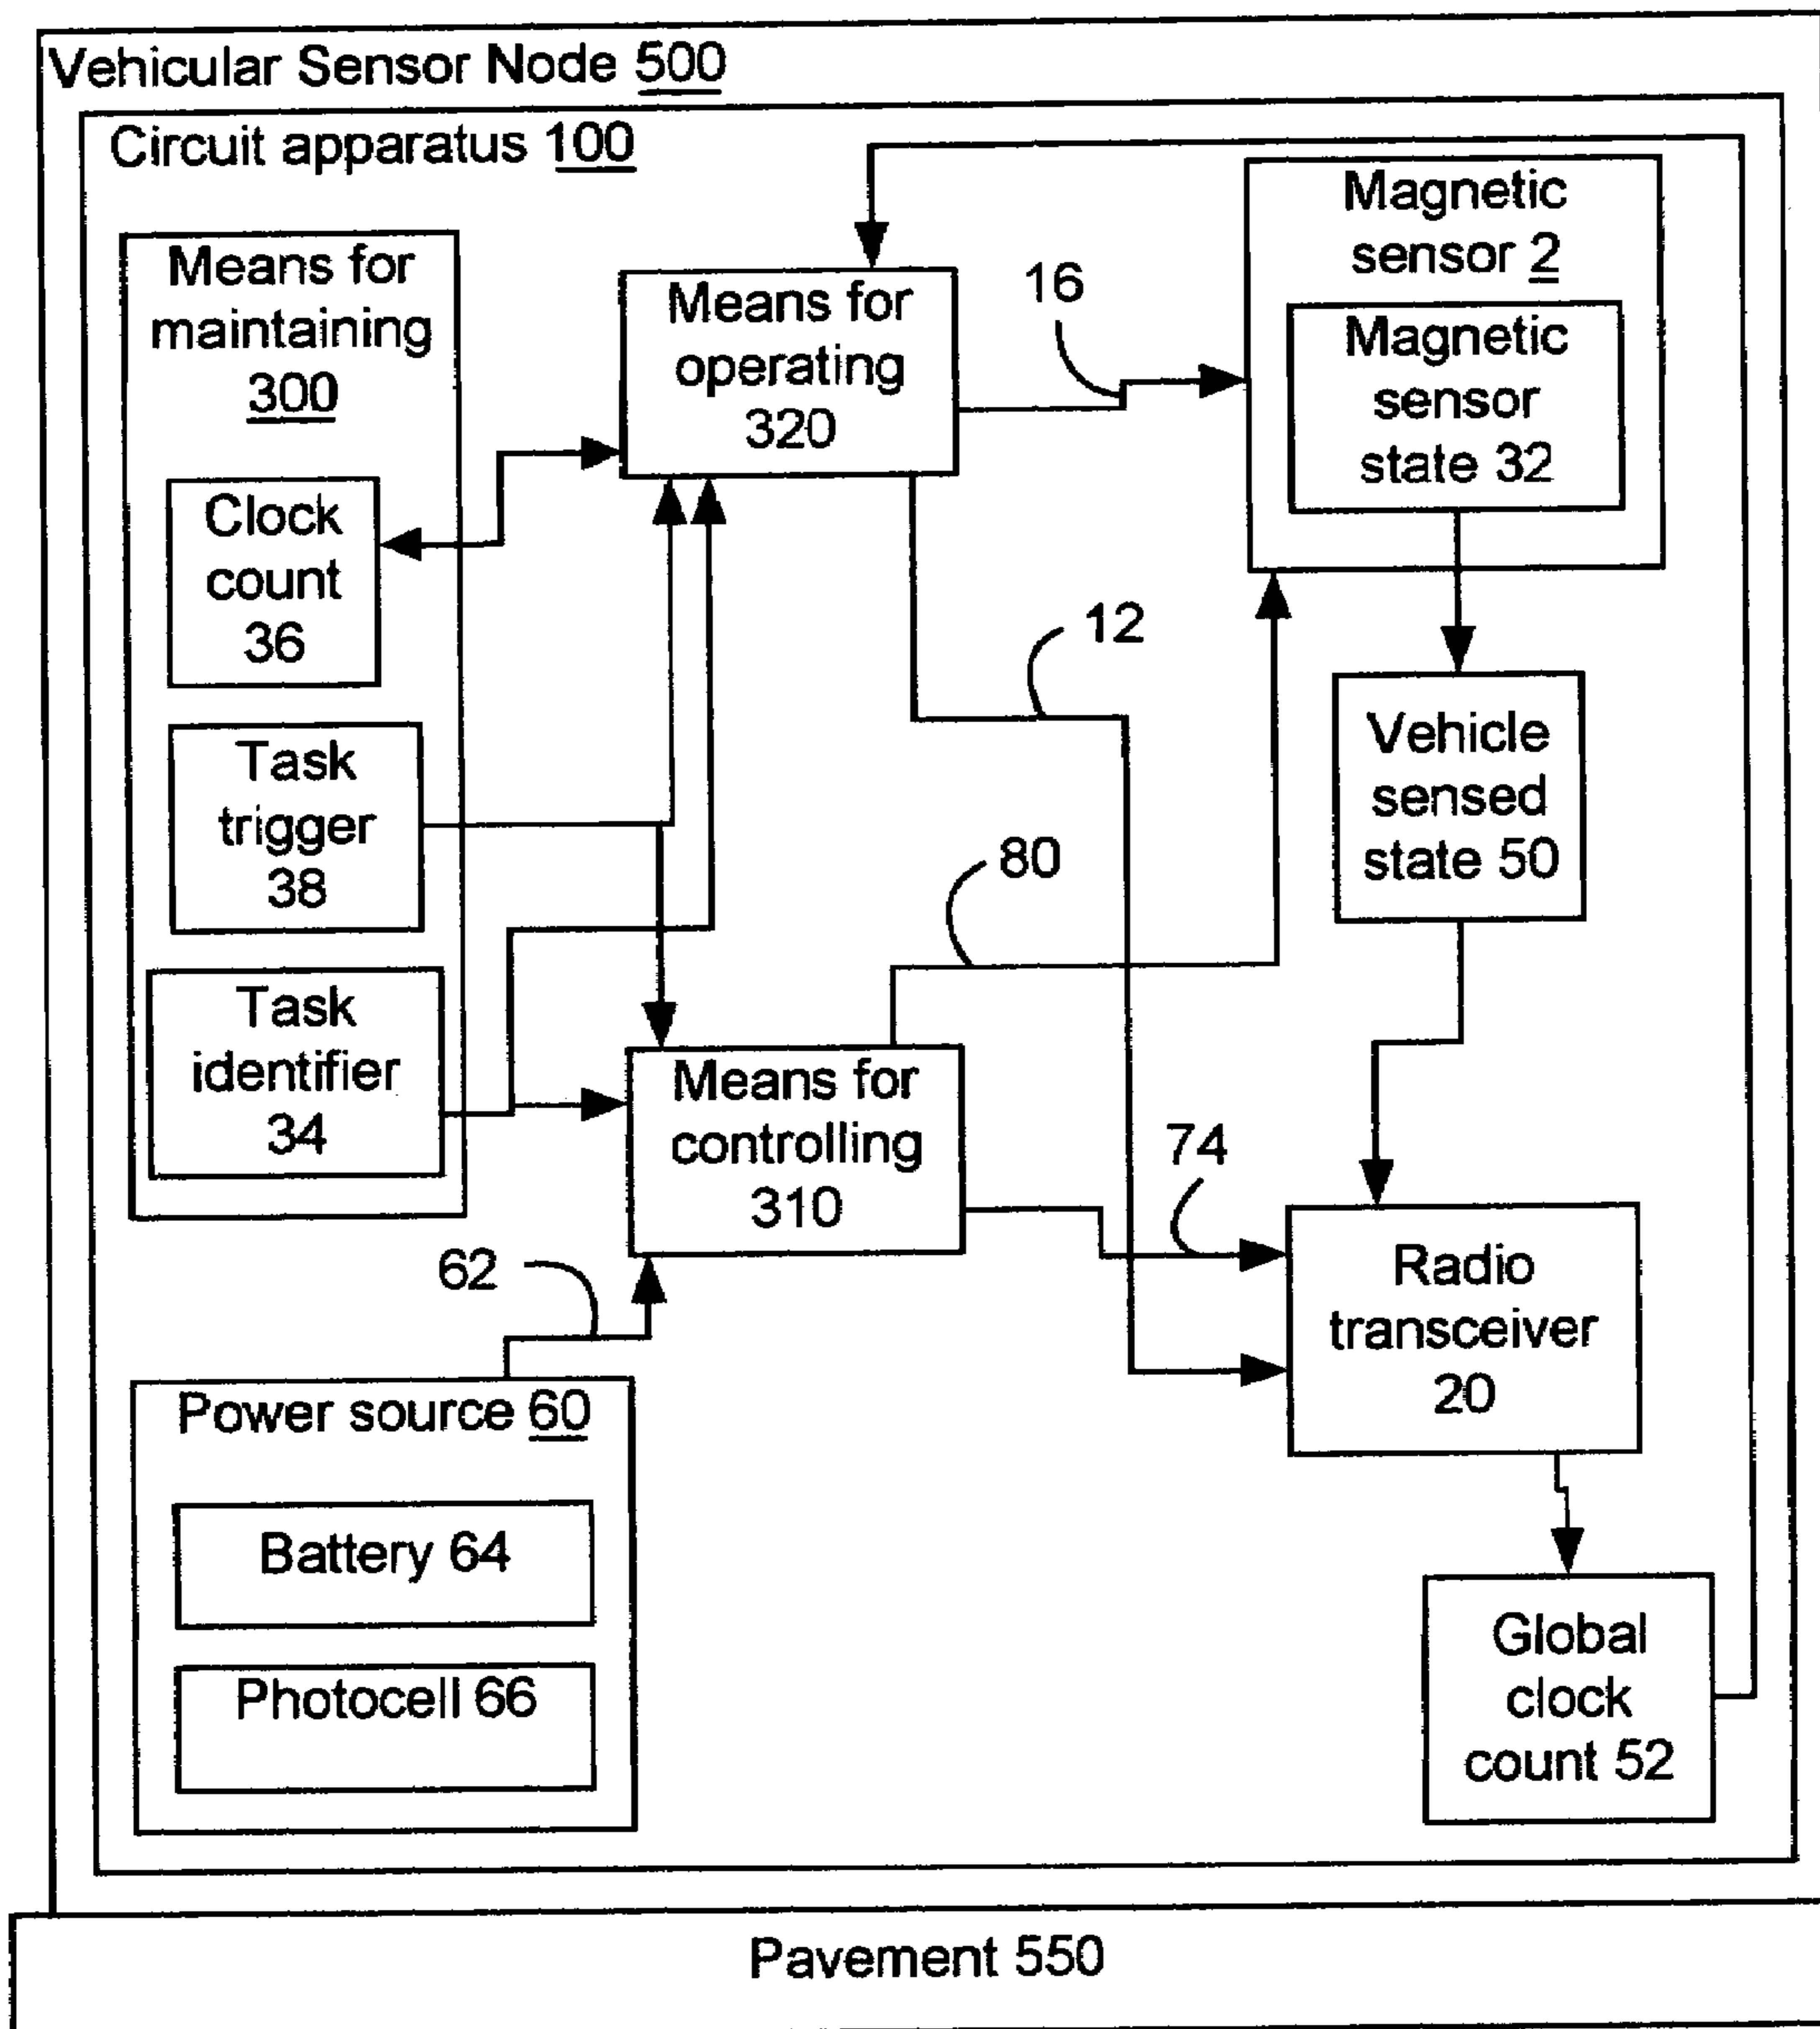 Vehicular Sensor Node 500
Circuit apparatus 100
Means for
maintaining
300
Clock
count
36
Task
trigger
38
Task
identifier
34
Means for
operating
320
16
Magnetic
sensor 2
Magnetic
sensor
state 32
12
Vehicle
sensed
state 50
80
Means for
controlling
310
74
62
Radio
transceiver
20
Power source 60
Battery 64
Photocell 66
Global
clock
count 52
Pavement 550